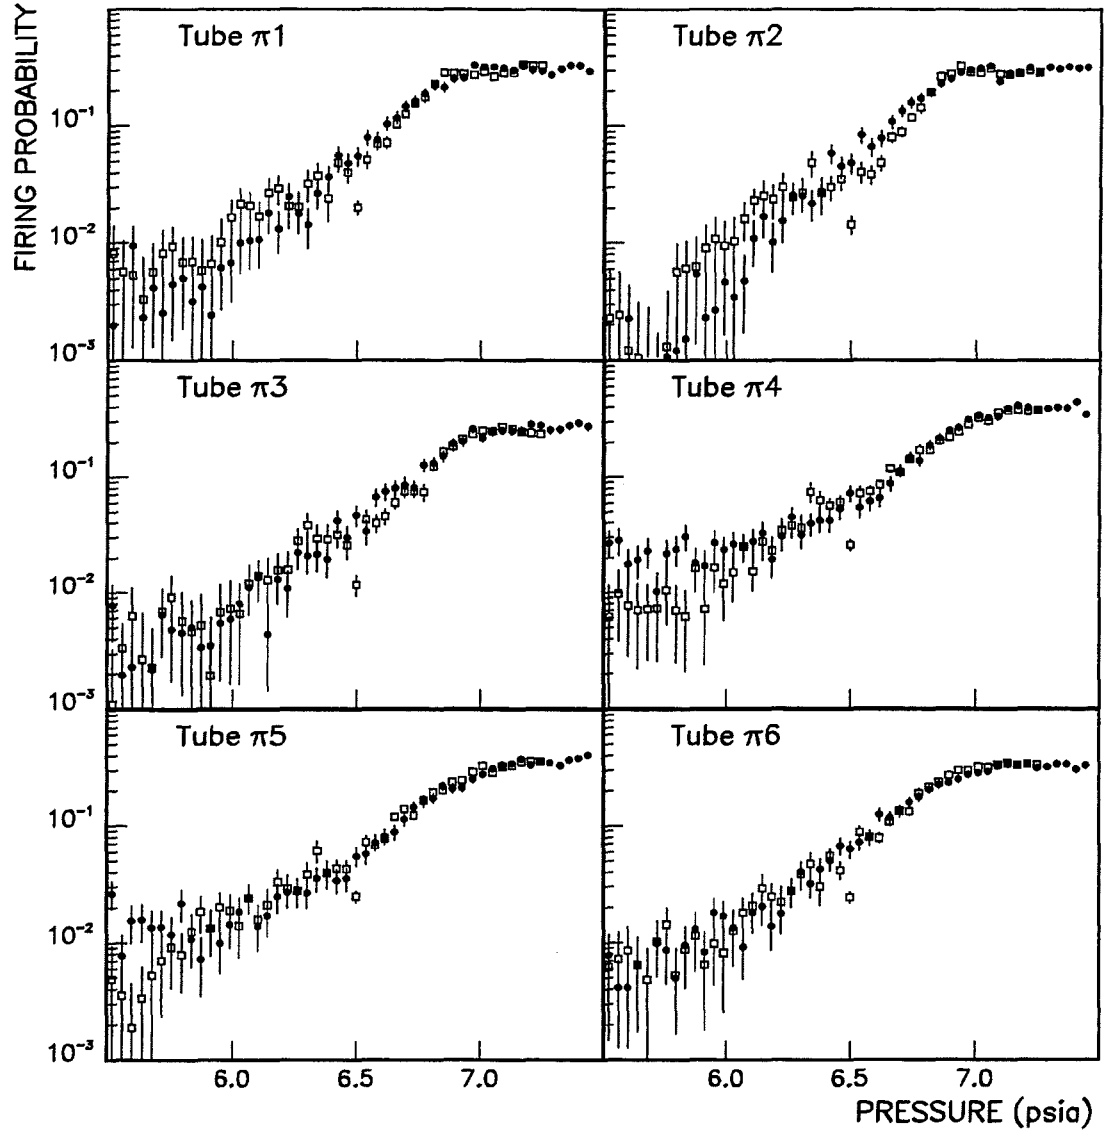 FIRING PROBABILITY
Tube π1
Tube π2
10⁻¹
10⁻²
10⁻³
Tube π3
Tube π4
10⁻¹
10⁻²
10⁻³
Tube π5
Tube π6
10⁻¹
10⁻²
10⁻³
6.0 6.5 7.0 6.0 6.5 7.0
PRESSURE (psia)